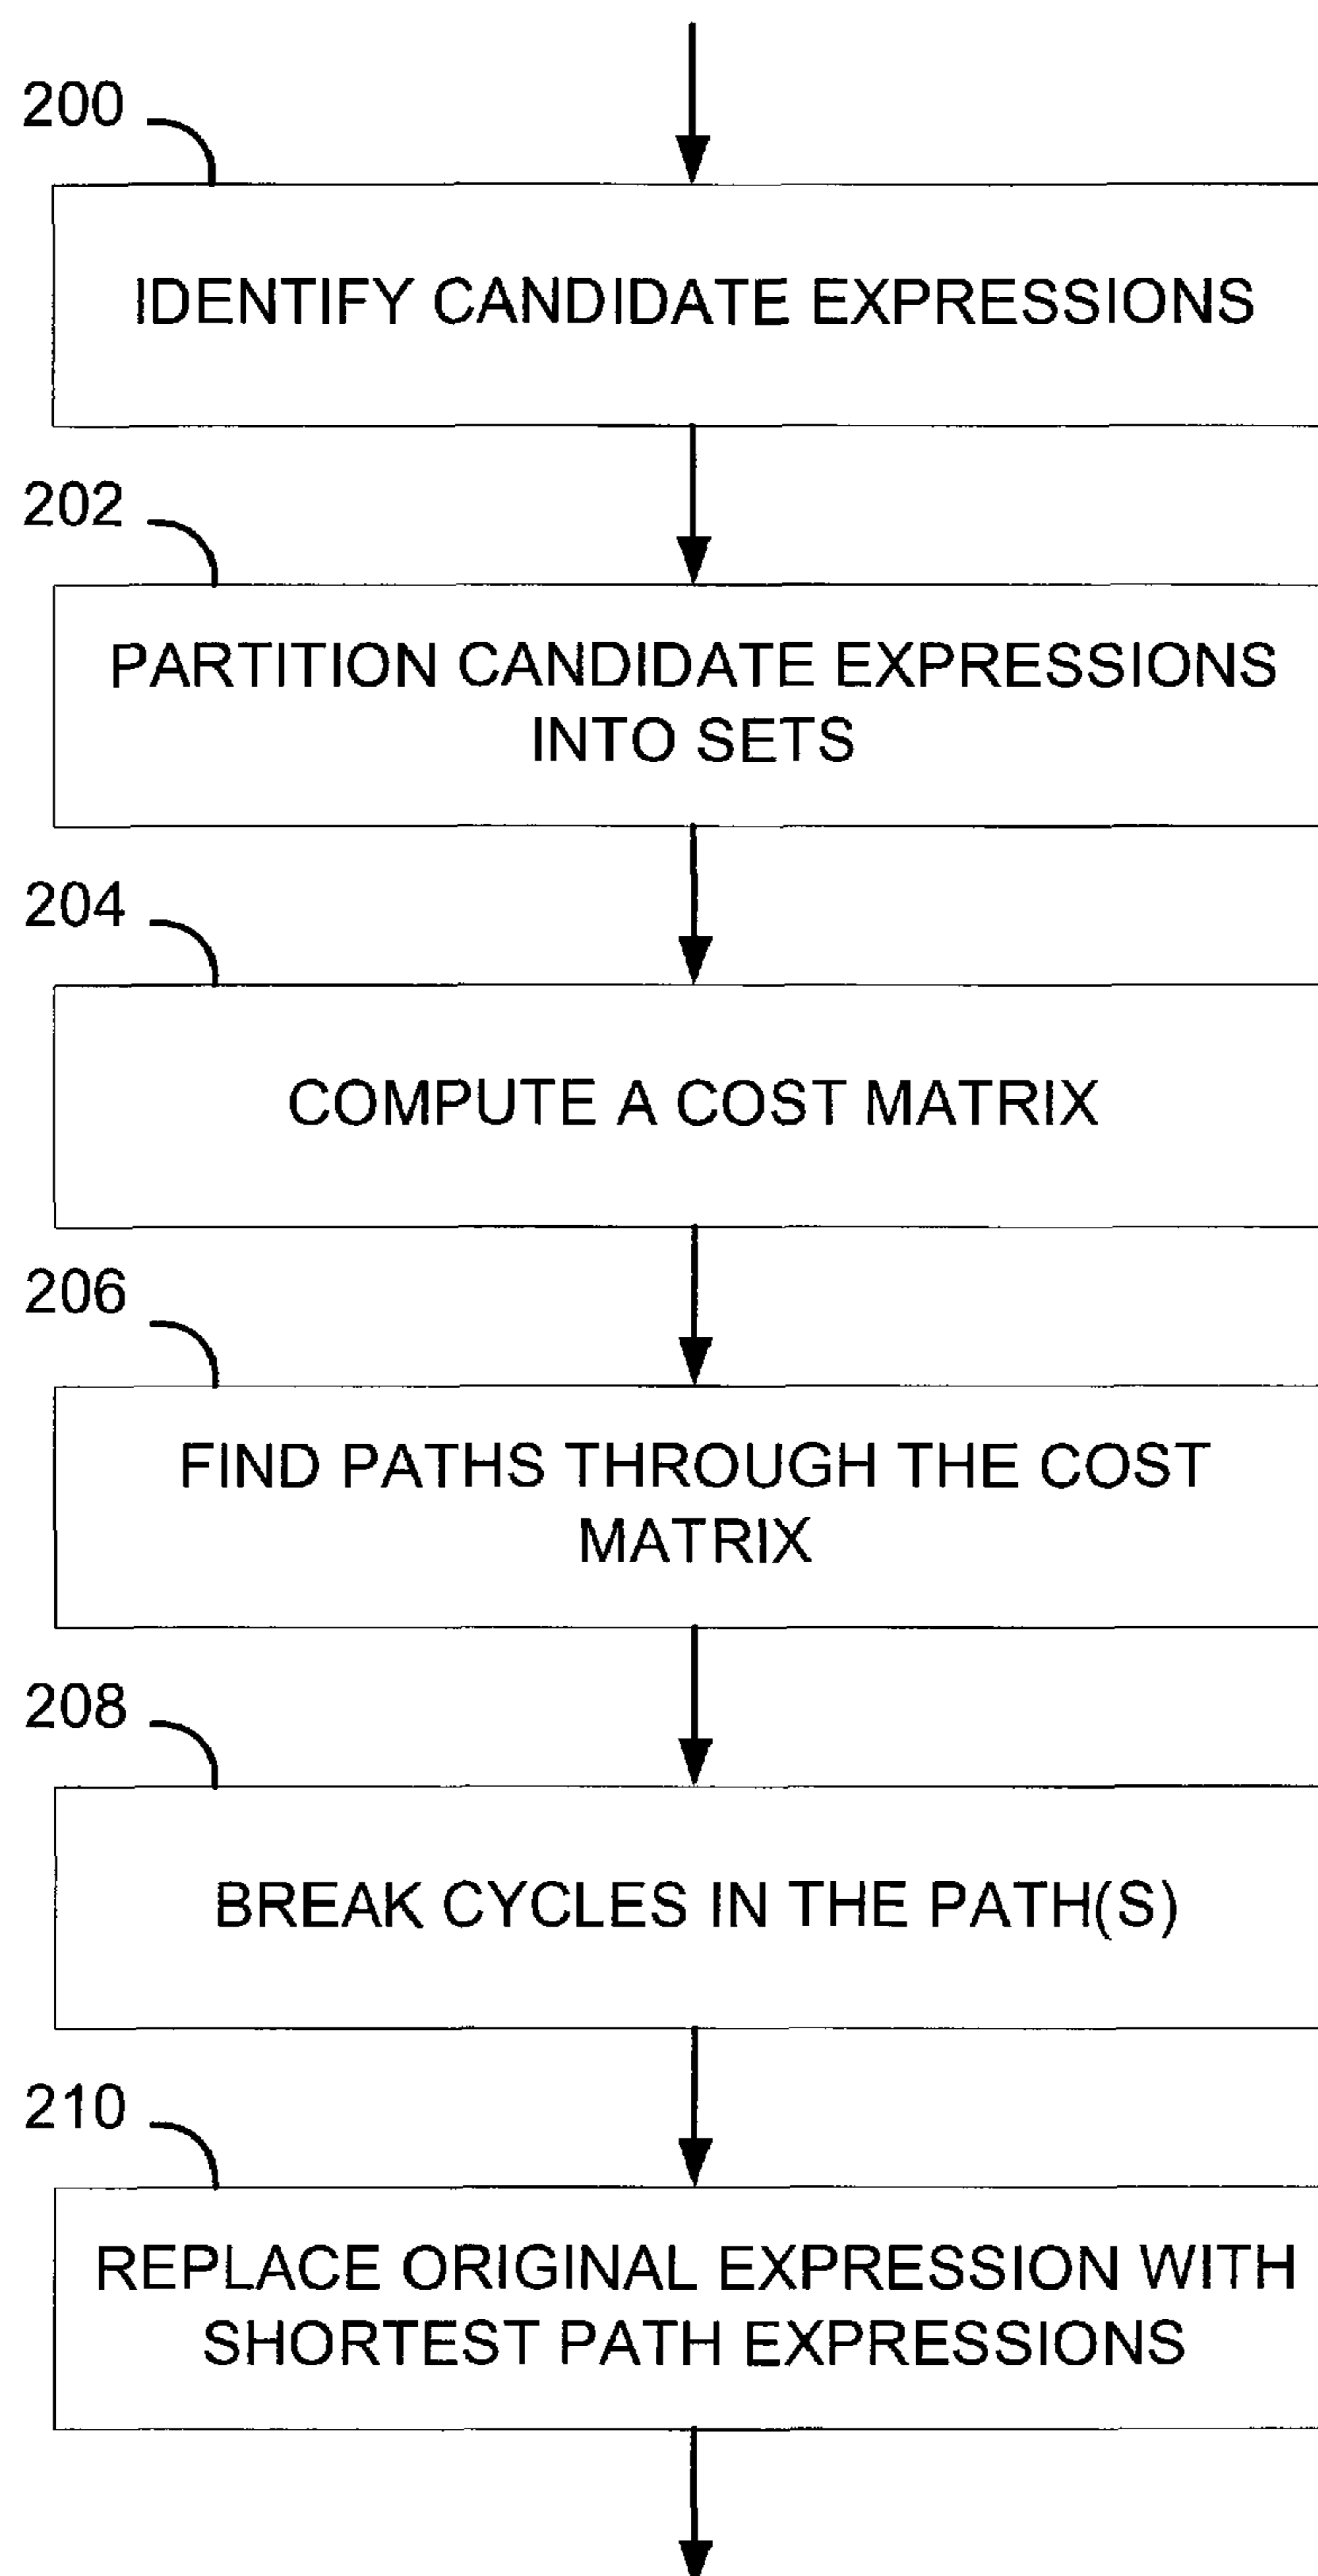 200
IDENTIFY CANDIDATE EXPRESSIONS
202
PARTITION CANDIDATE EXPRESSIONS
INTO SETS
204
COMPUTE A COST MATRIX
206
FIND PATHS THROUGH THE COST
MATRIX
208
BREAK CYCLES IN THE PATH(S)
210
REPLACE ORIGINAL EXPRESSION WITH
SHORTEST PATH EXPRESSIONS